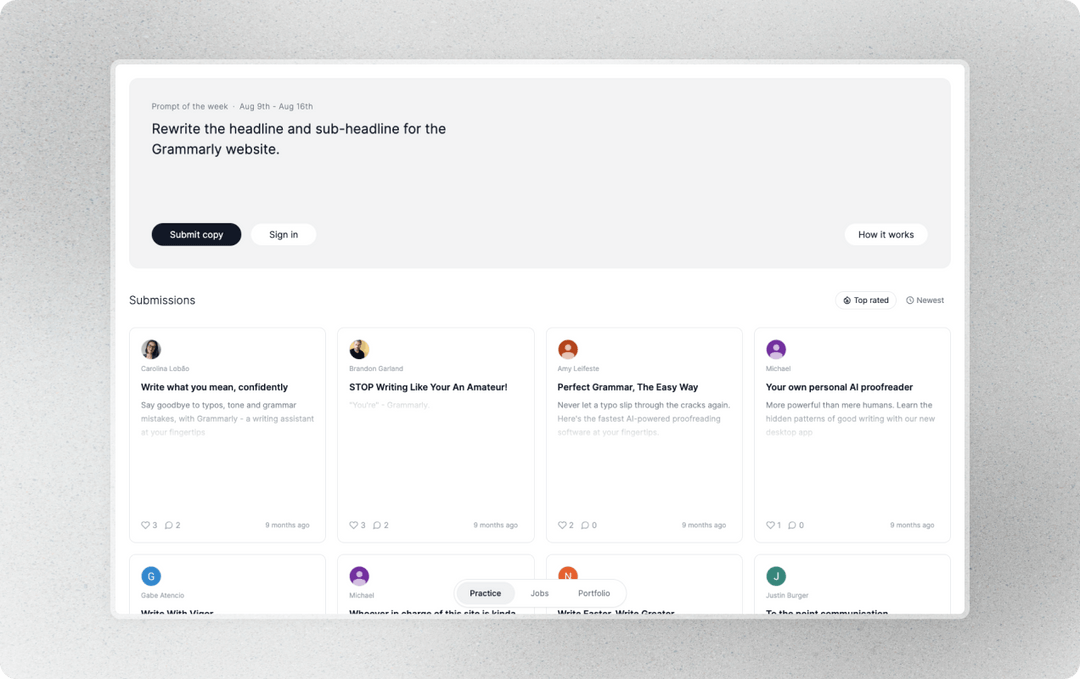 Prompt of the week · Aug 9th - Aug 16th
Rewrite the headline and sub-headline for the
Grammarly website.
Submit copy
Sign in
How it works
Submissions
Top rated
Newest
Carolina Lobão
Write what you mean, confidently
Say goodbye to typos, tone and grammar
mistakes, with Grammarly - a writing assistant
at your fingertips
3
2
9 months ago
Brandon Garland
STOP Writing Like Your An Amateur!
"You're" - Grammarly.
3
2
9 months ago
Amy Leifeste
Perfect Grammar, The Easy Way
Never let a typo slip through the cracks again.
Here's the fastest AI-powered proofreading
software at your fingertips.
2
0
9 months ago
Michael
Your own personal AI proofreader
More powerful than mere humans. Learn the
hidden patterns of good writing with our new
desktop app
1
0
9 months ago
G
Gabe Atencio
Write With Vigor
Michael
Whoever in charge of this site is kinda
N
Write Faster, Write Greater
J
Justin Burger
To the point communication
Practice
Jobs
Portfolio